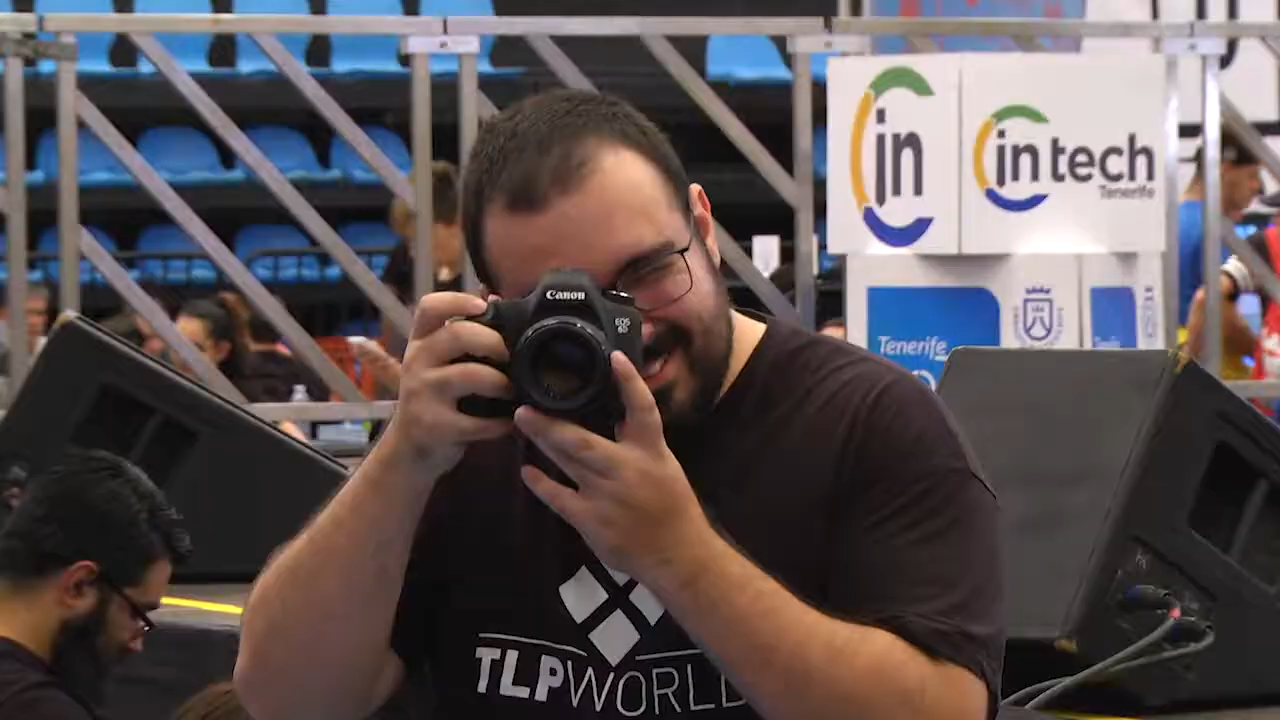 in
in tech
Tenerife
Tenerife
Canon
EOS
6D
TLPWORLD